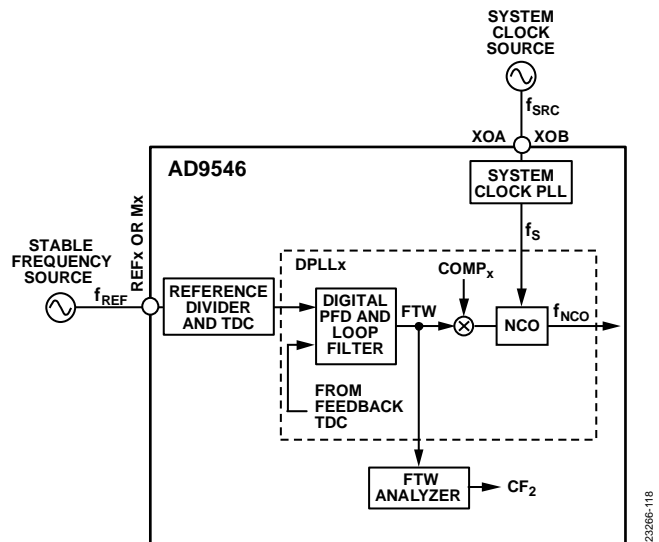 SYSTEM
CLOCK
SOURCE
fSRC
XOA
XOB
AD9546
SYSTEM
CLOCK PLL
REFx OR Mx
STABLE
FREQUENCY
SOURCE
fREF
REFERENCE
DIVIDER
AND TDC
fS
DPLLx
COMPx
DIGITAL
PFD AND
LOOP
FILTER
FTW
NCO
fNCO
FROM
FEEDBACK
TDC
FTW
ANALYZER
CF2
23266-118